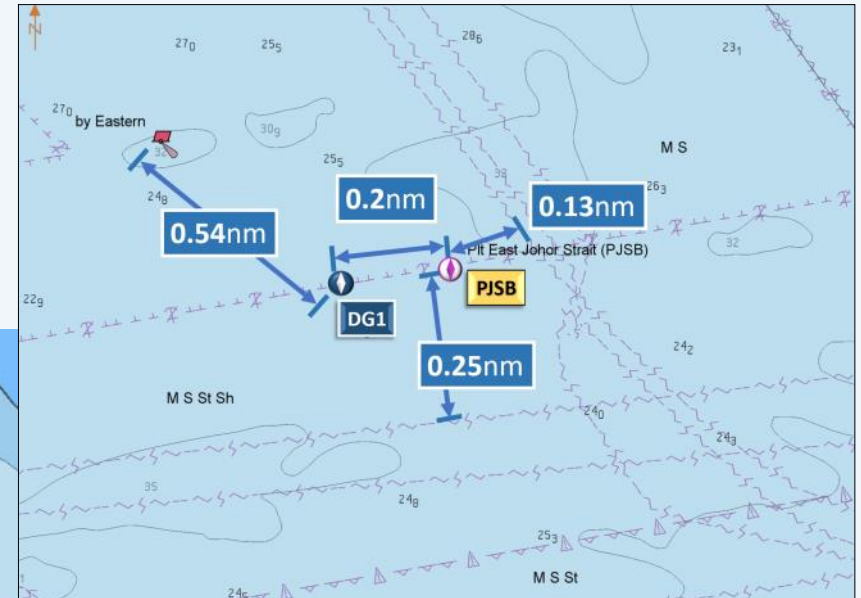 N
27₀
25₅
28₆
23₁
27₀
by Eastern
30₉
32
25₅
M S
33
26₃
24₈
0.2nm
0.13nm
0.54nm
Plt East Johor Strait (PJSB)
32
PJSB
22₉
DG1
0.25nm
24₂
M S St Sh
24₀
24₃
35
24₈
25₃
M S St
24₅